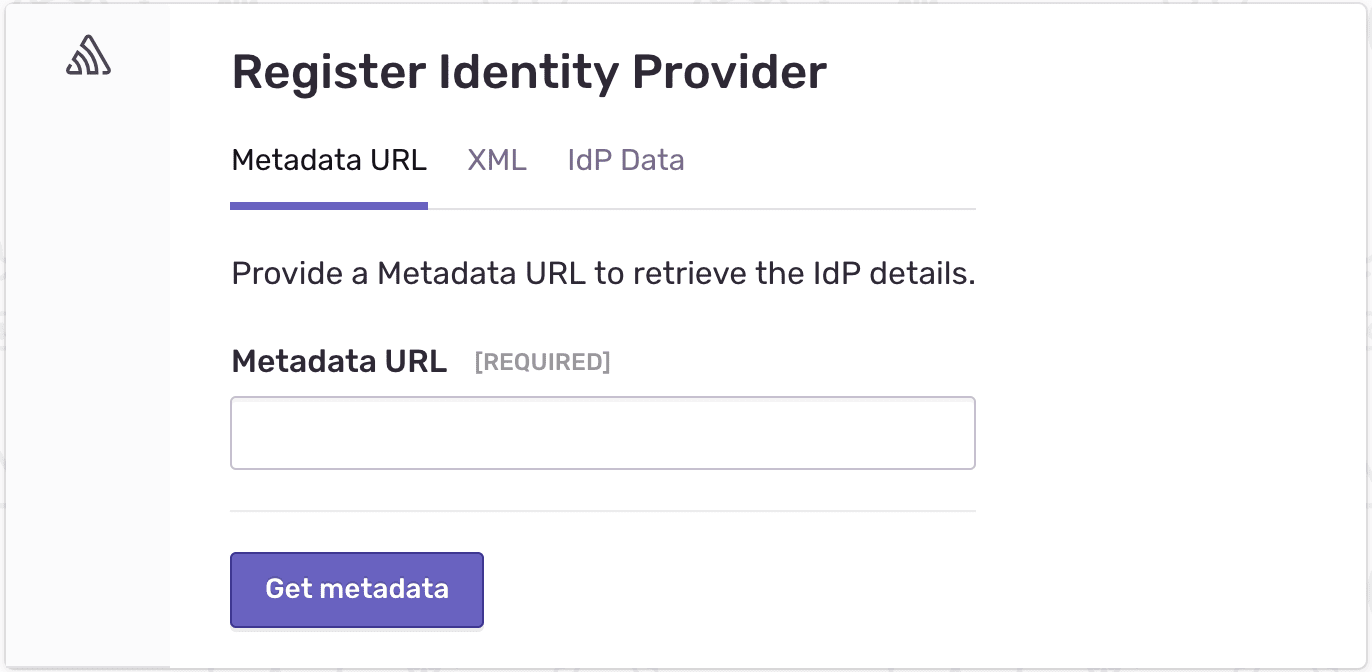 Register Identity Provider
Metadata URL XML IdP Data
Provide a Metadata URL to retrieve the IdP details.
Metadata URL [REQUIRED]
Get metadata